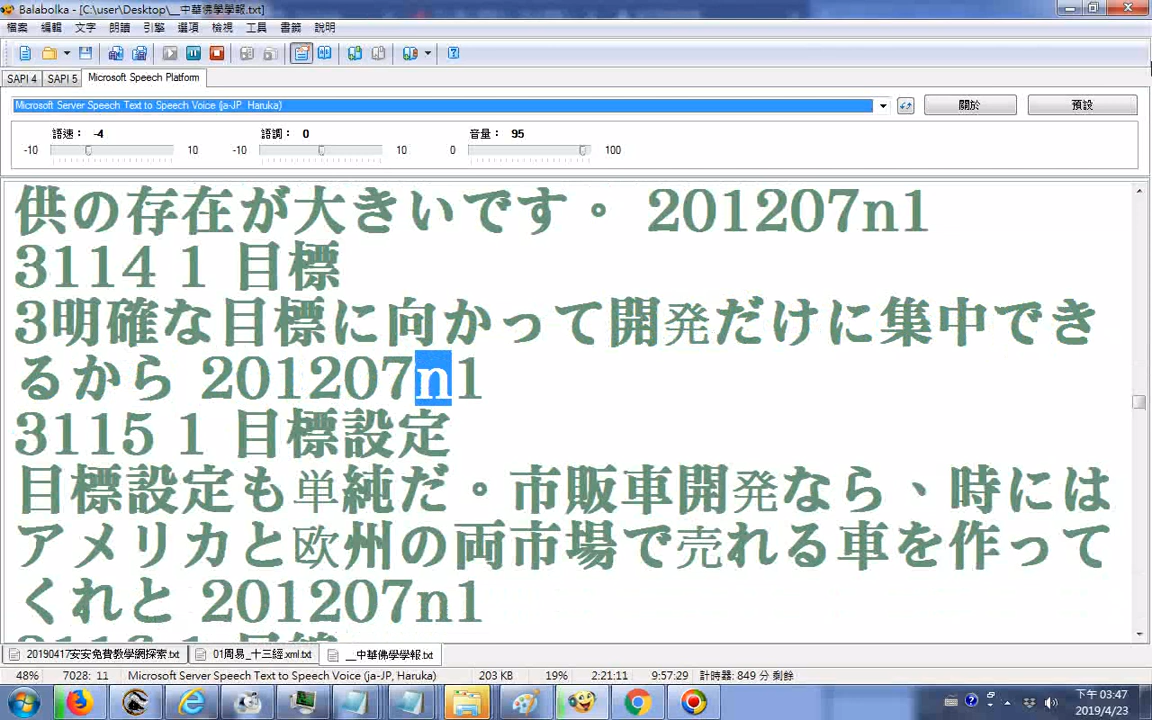 Balabolka - [C:\user\Desktop\__中華佛學學報.txt]
檔案 編輯 文字 朗讀 引擎 選項 檢視 工具 書籤 說明
SAPI 4 SAPI 5 Microsoft Speech Platform
Microsoft Server Speech Text to Speech Voice (ja-JP, Haruka)
關於 預設
語速： -4 語調： 0 音量： 95
-10 10 -10 10 0 100
供の存在が大きいです。 201207n1
3114 1 目標
3明確な目標に向かって開発だけに集中でき
るから 201207n1
3115 1 目標設定
目標設定も単純だ。市販車開発なら、時には
アメリカと欧州の両市場で売れる車を作って
くれと 201207n1
20190417安安免費教學網探索.txt 01周易_十三經.xml.txt __中華佛學學報.txt
48% 7028: 11 Microsoft Server Speech Text to Speech Voice (ja-JP, Haruka) 203 KB 19% 2:21:11 9:57:29 計時器: 849 分 剩餘
下午 03:47
2019/4/23